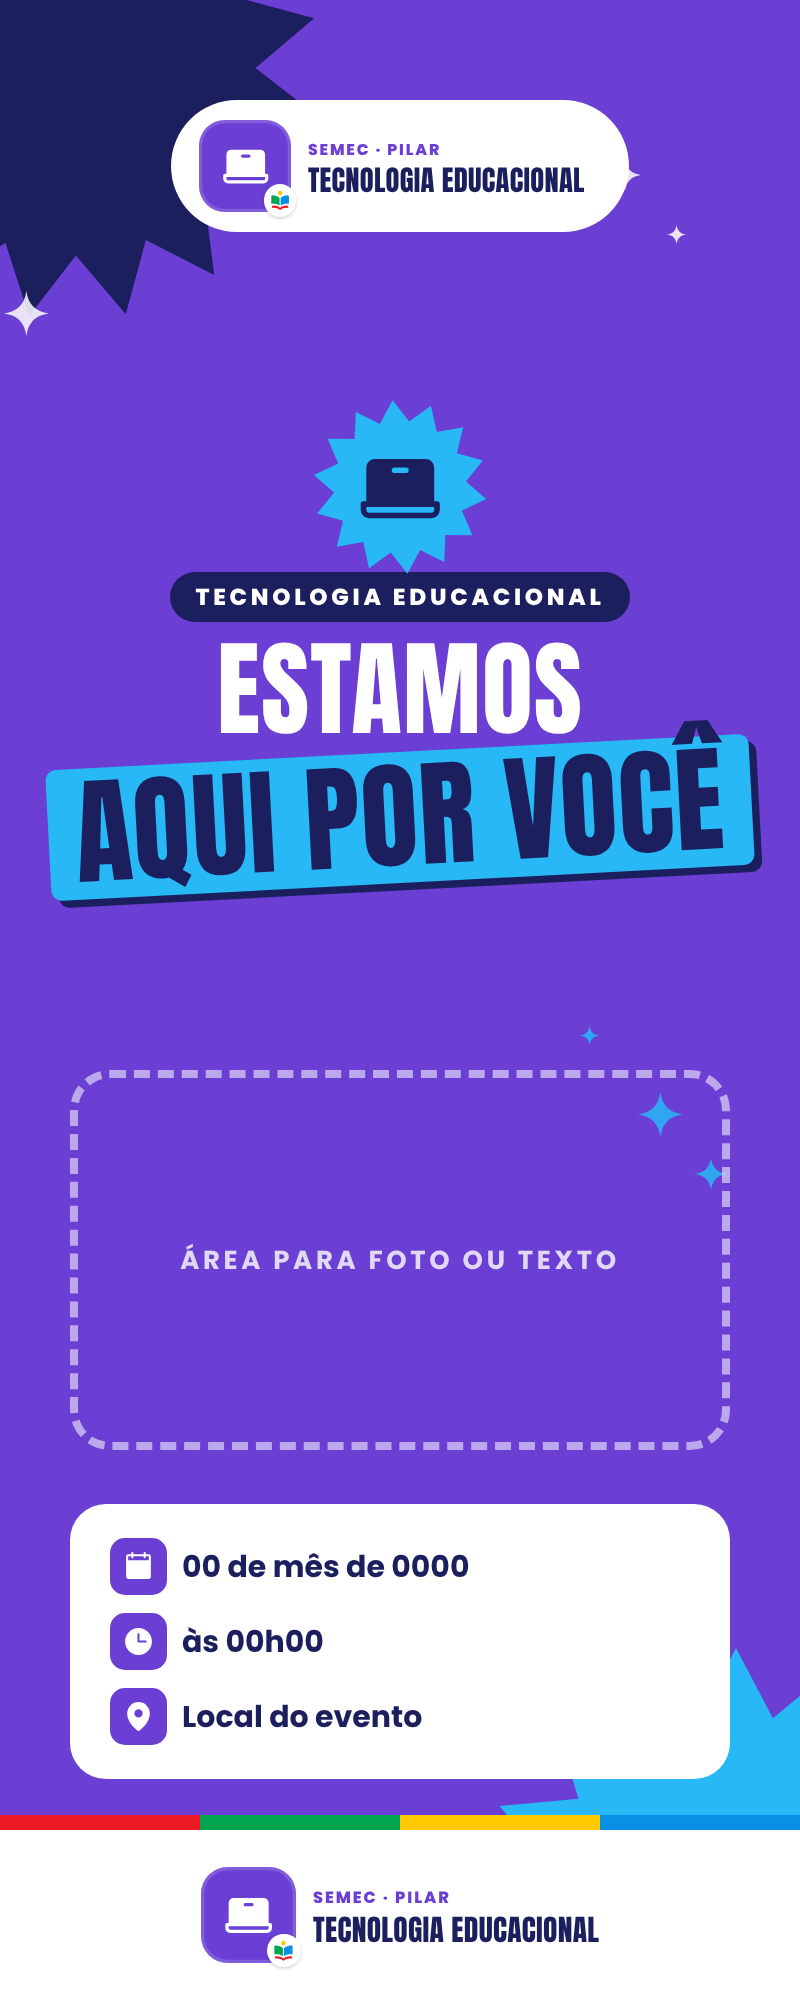 SEMEC · PILAR
TECNOLOGIA EDUCACIONAL
TECNOLOGIA EDUCACIONAL
ESTAMOS
AQUI POR VOCÊ
ÁREA PARA FOTO OU TEXTO
00 de mês de 0000
às 00h00
Local do evento
SEMEC · PILAR
TECNOLOGIA EDUCACIONAL